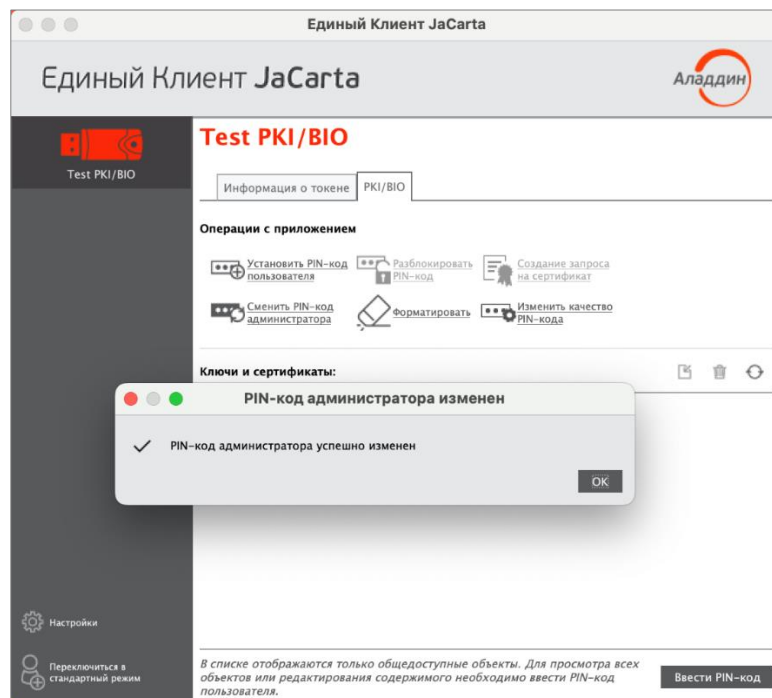 Единый Клиент JaCarta
Единый Клиент JaCarta
Аладдин
Test PKI/BIO
Test PKI/BIO
Информация о токене
PKI/BIO
Операции с приложением
Установить PIN-код
пользователя
Разблокировать
PIN-код
Создание запроса
на сертификат
Сменить PIN-код
администратора
Форматировать
Изменить качество
PIN-кода
Ключи и сертификаты:
PIN-код администратора изменен
PIN-код администратора успешно изменен
OK
Настройки
Переключиться в
стандартный режим
В списке отображаются только общедоступные объекты. Для просмотра всех
объектов или редактирования содержимого необходимо ввести PIN-код
пользователя.
Ввести PIN-код